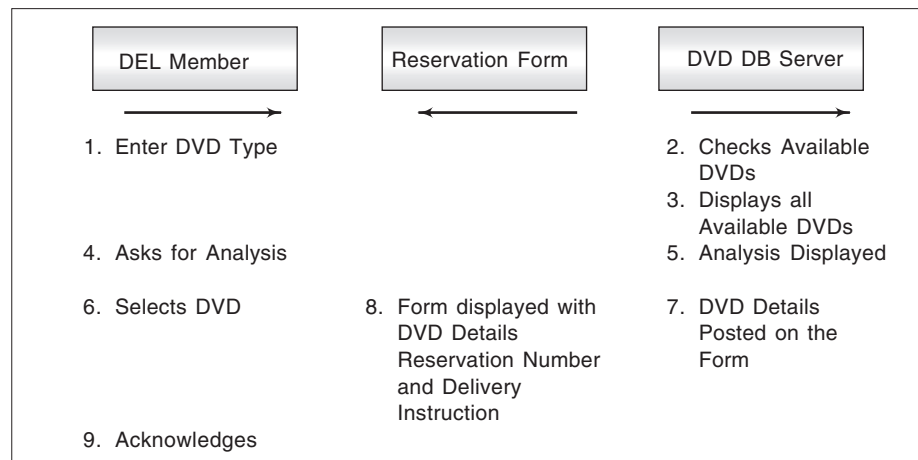 DEL Member
Reservation Form
DVD DB Server
1. Enter DVD Type
2. Checks Available
DVDs
3. Displays all
Available DVDs
4. Asks for Analysis
5. Analysis Displayed
6. Selects DVD
8. Form displayed with
DVD Details
Reservation Number
and Delivery
Instruction
7. DVD Details
Posted on the
Form
9. Acknowledges